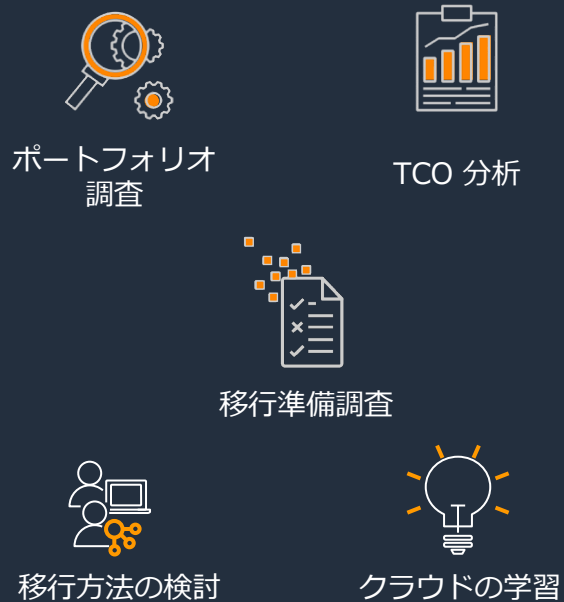 ポートフォリオ
調査
TCO 分析
移行準備調査
移行方法の検討
クラウドの学習